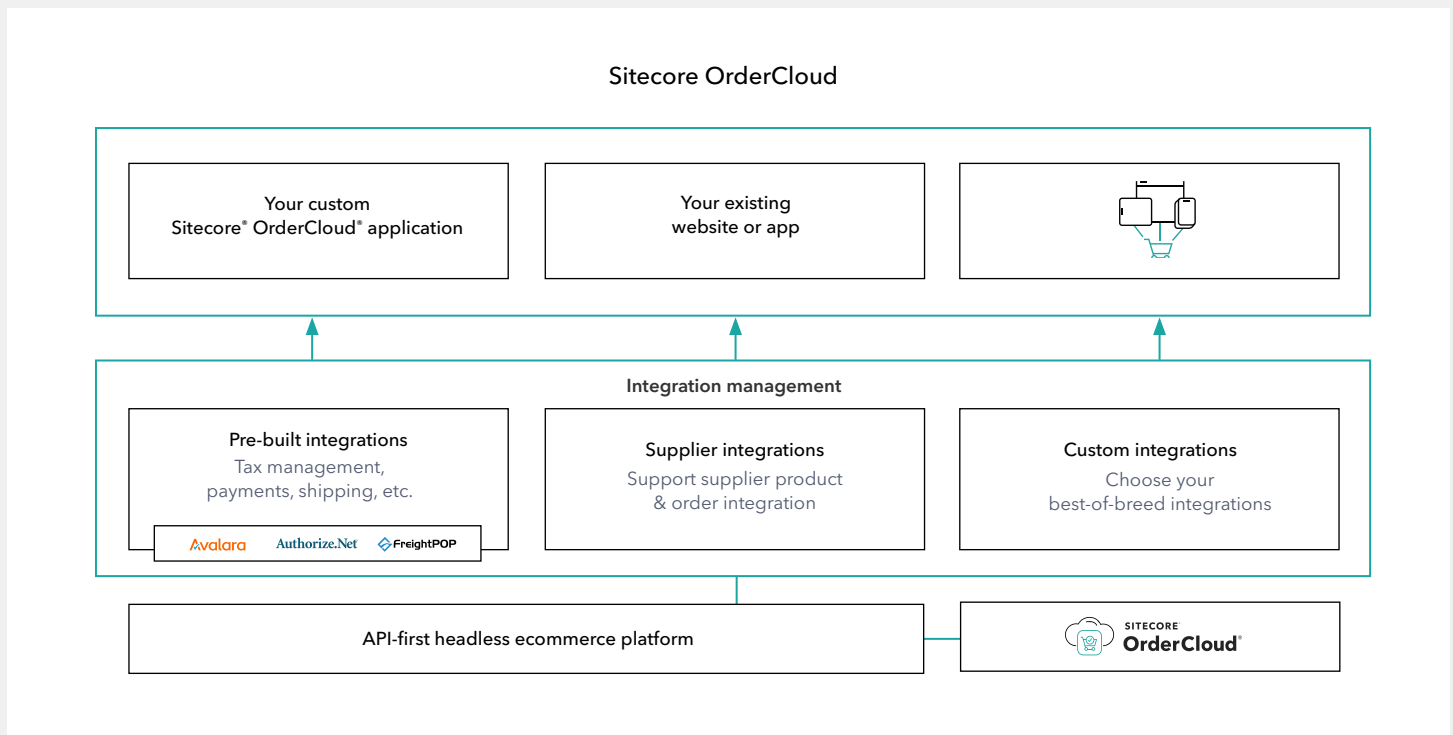 Sitecore OrderCloud
Your custom
Sitecore® OrderCloud® application
Your existing
website or app
Integration management
Pre-built integrations
Tax management,
payments, shipping, etc.
Avalara
Authorize.Net
FreightPOP
Supplier integrations
Support supplier product
& order integration
Custom integrations
Choose your
best-of-breed integrations
API-first headless ecommerce platform
SITECORE
OrderCloud®